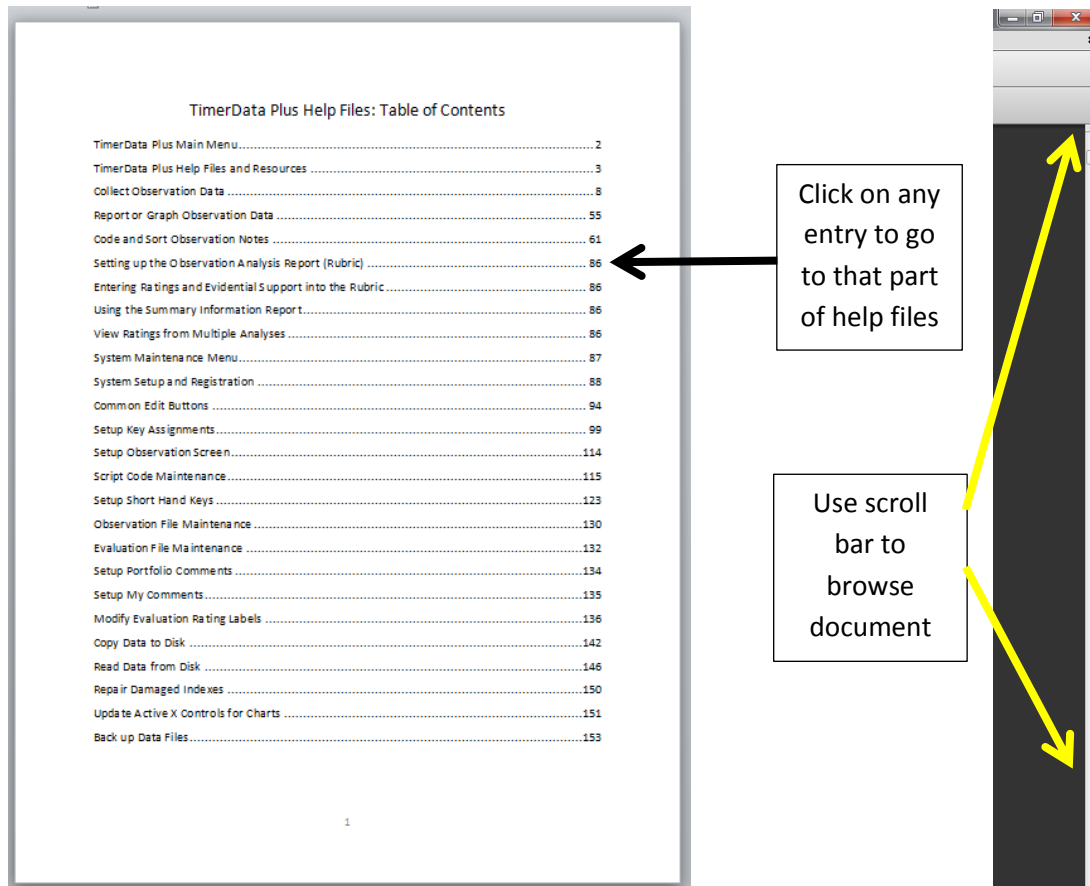 TimerData Plus Help Files: Table of Contents
TimerData Plus Main Menu 2
TimerData Plus Help Files and Resources 3
Collect Observation Data 8
Report or Graph Observation Data 55
Code and Sort Observation Notes 61
Setting up the Observation Analysis Report (Rubric) 86
Entering Ratings and Evidential Support into the Rubric 86
Using the Summary Information Report 86
View Ratings from Multiple Analyses 86
System Maintenance Menu 87
System Setup and Registration 88
Common Edit Buttons 94
Setup Key Assignments 99
Setup Observation Screen 114
Script Code Maintenance 115
Setup Short Hand Keys 123
Observation File Maintenance 130
Evaluation File Maintenance 132
Setup Portfolio Comments 134
Setup My Comments 135
Modify Evaluation Rating Labels 136
Copy Data to Disk 142
Read Data from Disk 146
Repair Damaged Indexes 150
Update Active X Controls for Charts 151
Back up Data Files 153
1
Click on any
entry to go
to that part
of help files
Use scroll
bar to
browse
document